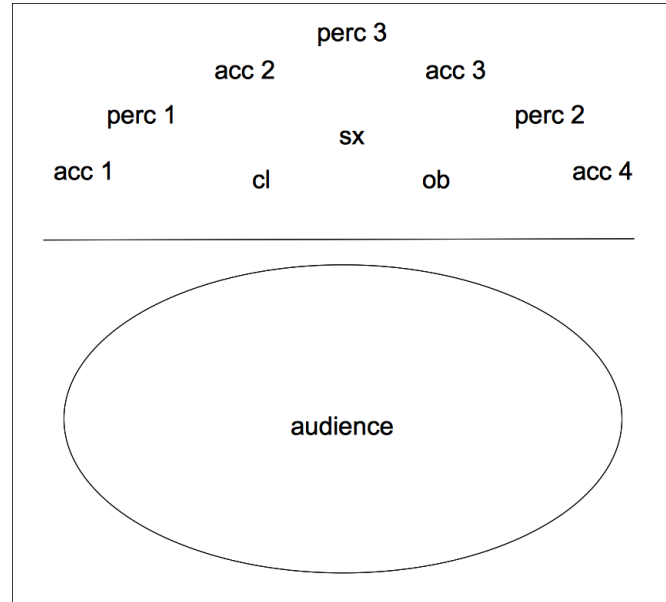 perc 3
acc 2 acc 3
perc 1 perc 2
sx
acc 1 cl ob acc 4
audience